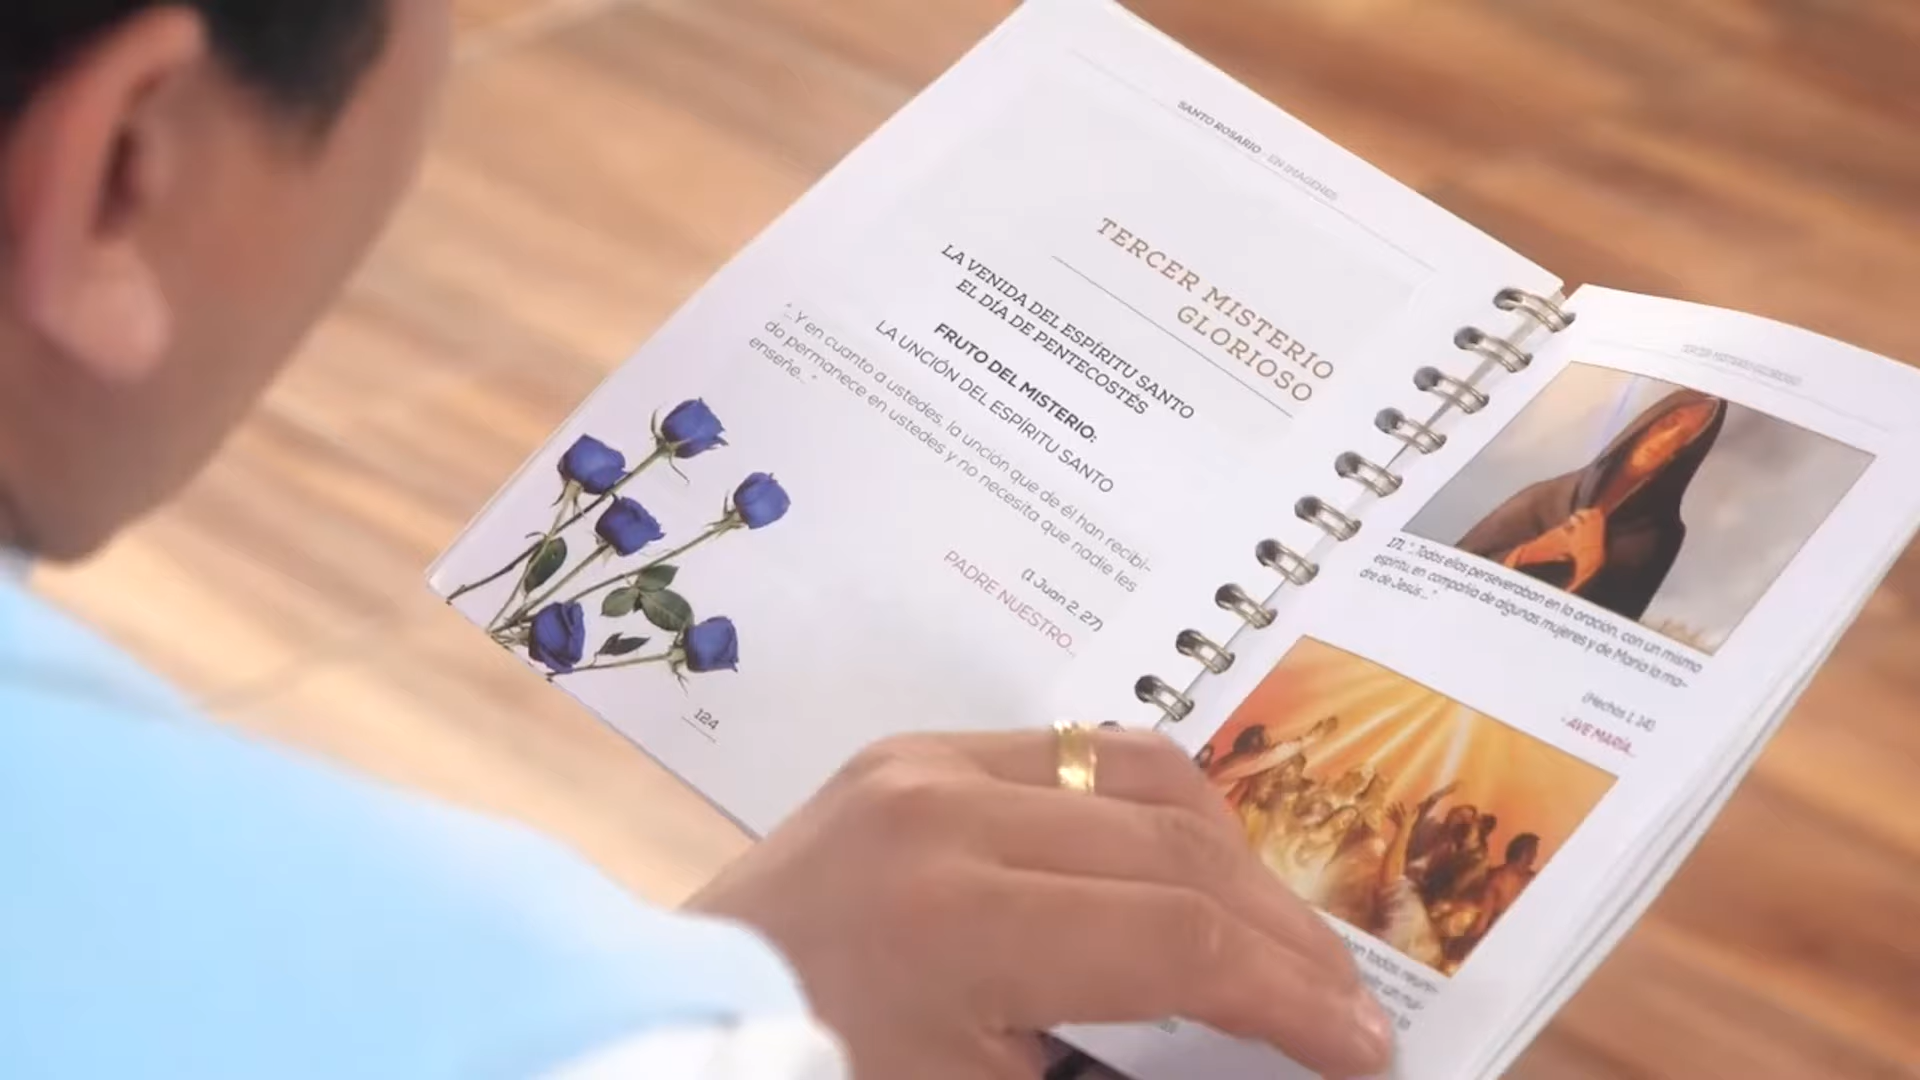 SANTO ROSARIO - EN IMÁGENES
TERCER MISTERIO
GLORIOSO
LA VENIDA DEL ESPÍRITU SANTO
EL DÍA DE PENTECOSTÉS
FRUTO DEL MISTERIO:
LA UNCIÓN DEL ESPÍRITU SANTO
"...Y en cuanto a ustedes, la unción que de él han recibi-
do permanece en ustedes y no necesita que nadie les
enseñe..."
(1 Juan 2, 27)
PADRE NUESTRO...
124
TERCER MISTERIO GLORIOSO
171. "...Todos ellos perseveraban en la oración, con un mismo
espíritu, en compañía de algunas mujeres y de María la ma-
dre de Jesús..."
(Hechos 1, 14)
- AVE MARÍA...
todos